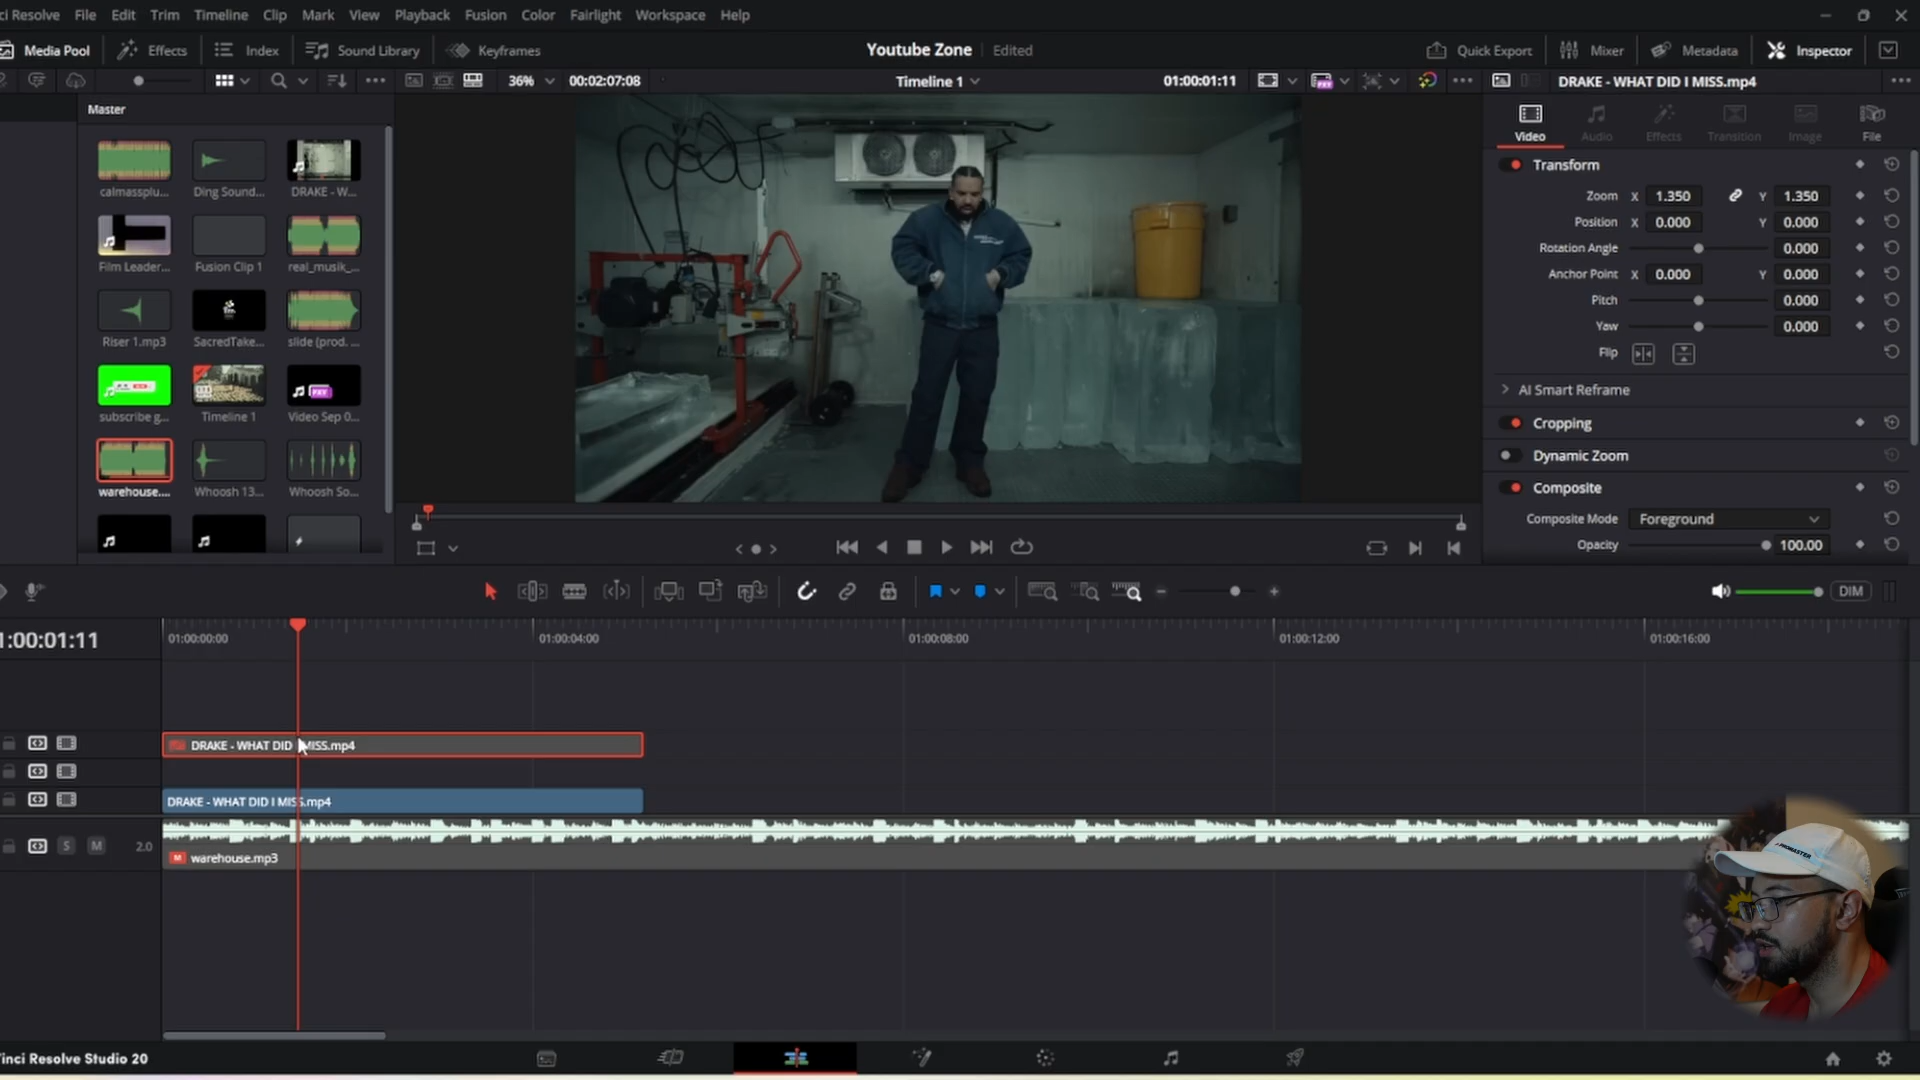 ci Resolve File Edit Trim Timeline Clip Mark View Playback Fusion Color Fairlight Workspace Help
Media Pool Effects Index Sound Library Keyframes Youtube Zone Edited Quick Export Mixer Metadata Inspector
36% 00:02:07:08 Timeline 1 01:00:01:11 DRAKE - WHAT DID I MISS.mp4
Master
calmassplu... Ding Sound... DRAKE - W...
Film Leader... Fusion Clip 1 real_musik_...
Riser 1.mp3 SacredTake... slide (prod. ...
subscribe g... Timeline 1 Video Sep 0...
warehouse.... Whoosh 13... Whoosh So...
Video Audio Effects Transition Image File
Transform
Zoom X 1.350 Y 1.350
Position X 0.000 Y 0.000
Rotation Angle 0.000
Anchor Point X 0.000 Y 0.000
Pitch 0.000
Yaw 0.000
Flip
AI Smart Reframe
Cropping
Dynamic Zoom
Composite
Composite Mode Foreground
Opacity 100.00
DIM
1:00:01:11 01:00:00:00 01:00:04:00 01:00:08:00 01:00:12:00 01:00:16:00
DRAKE - WHAT DID I MISS.mp4
DRAKE - WHAT DID I MISS.mp4
S M 2.0
M warehouse.mp3
inci Resolve Studio 20